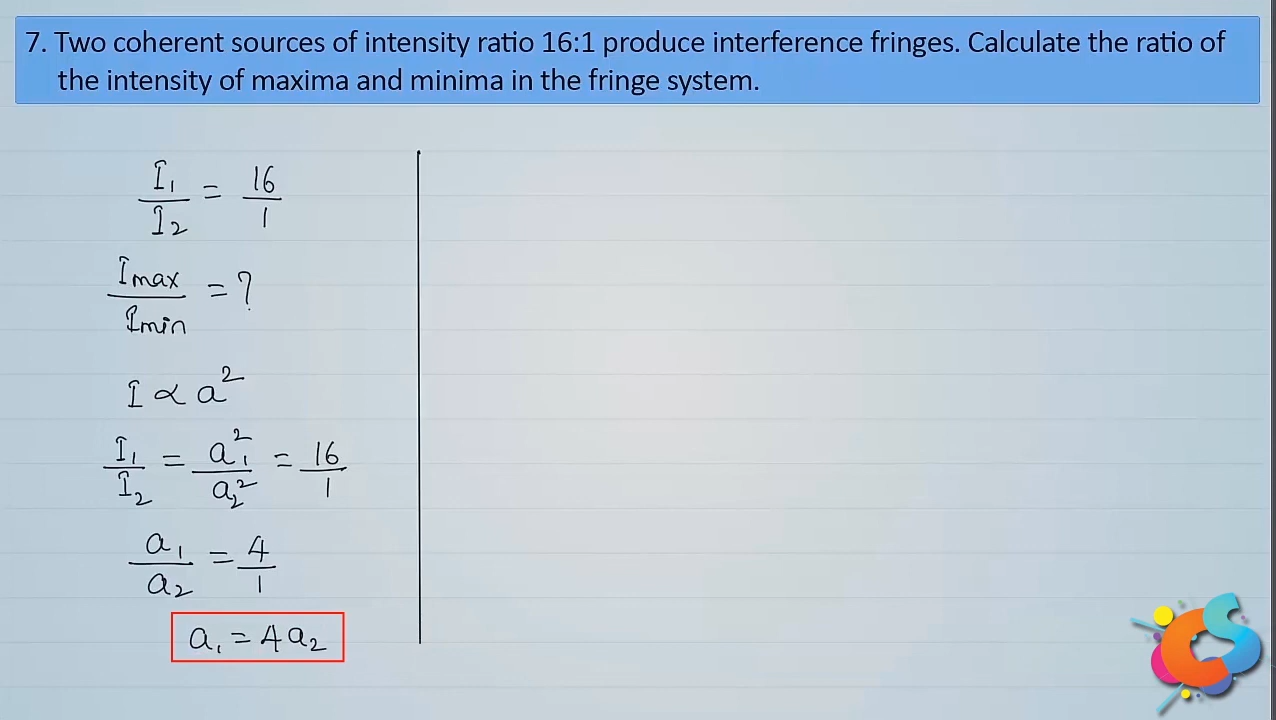 7. Two coherent sources of intensity ratio 16:1 produce interference fringes. Calculate the ratio of
the intensity of maxima and minima in the fringe system.
I₁/I₂ = 16/1
Imax/Imin = ?
I ∝ a²
I₁/I₂ = a₁²/a₂² = 16/1
a₁/a₂ = 4/1
a₁ = 4a₂
CS